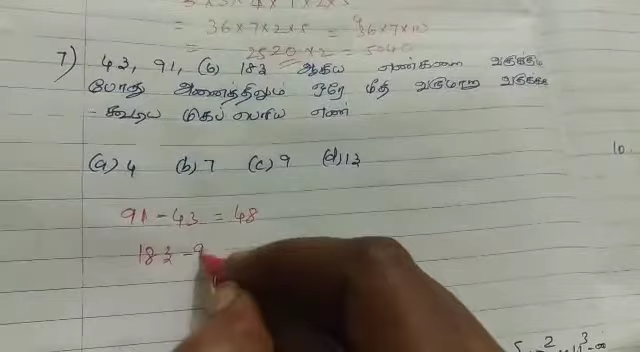 = 36×7×2×5 = 36×7×10
= 2520×2 = 5040
7) 43, 91, (ம) 183 ஆகிய எண்களை வகுக்கும்
போது அனைத்திலும் ஒரே மீதி வருமாறு வகுக்க
கூடிய மிகப் பெரிய எண்
(a) 4 (b) 7 (c) 9 (d) 13
10.
91 - 43 = 48
183 - 9